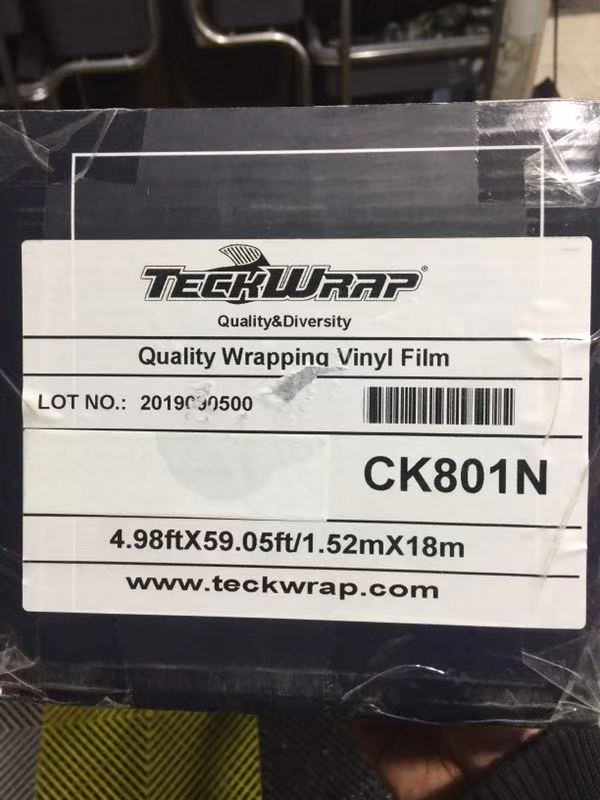 TECKWRAP®
Quality&Diversity
Quality Wrapping Vinyl Film
LOT NO.:
CK801N
4.98ftX59.05ft/1.52mX18m
www.teckwrap.com